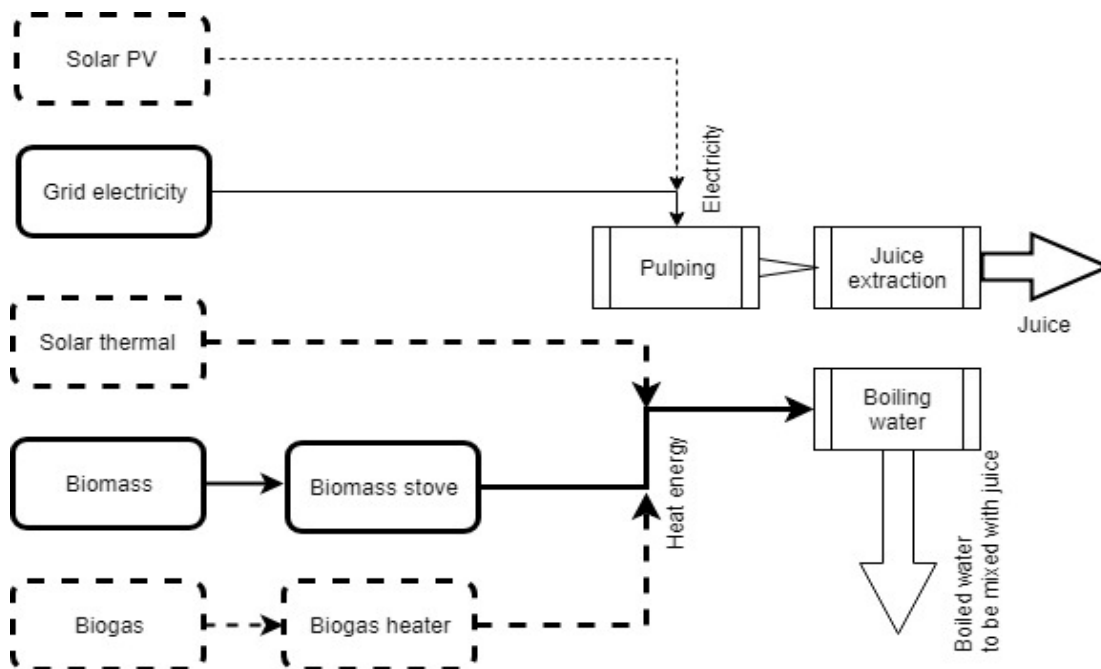 Solar PV
Grid electricity
Electricity
Pulping
Juice
extraction
Juice
Solar thermal
Boiling
water
Biomass
Biomass stove
Heat energy
Boiled water
to be mixed with juice
Biogas
Biogas heater